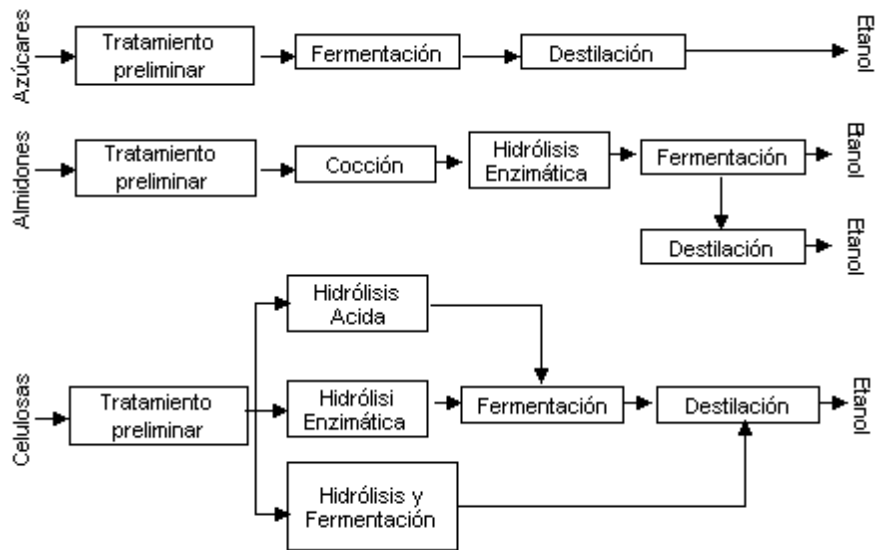 Azúcares
Tratamiento
preliminar
Fermentación
Destilación
Etanol
Almidones
Tratamiento
preliminar
Cocción
Hidrólisis
Enzimática
Fermentación
Etanol
Destilación
Etanol
Celulosas
Tratamiento
preliminar
Hidrólisis
Acida
Hidrólisi
Enzimática
Hidrólisis y
Fermentación
Fermentación
Destilación
Etanol